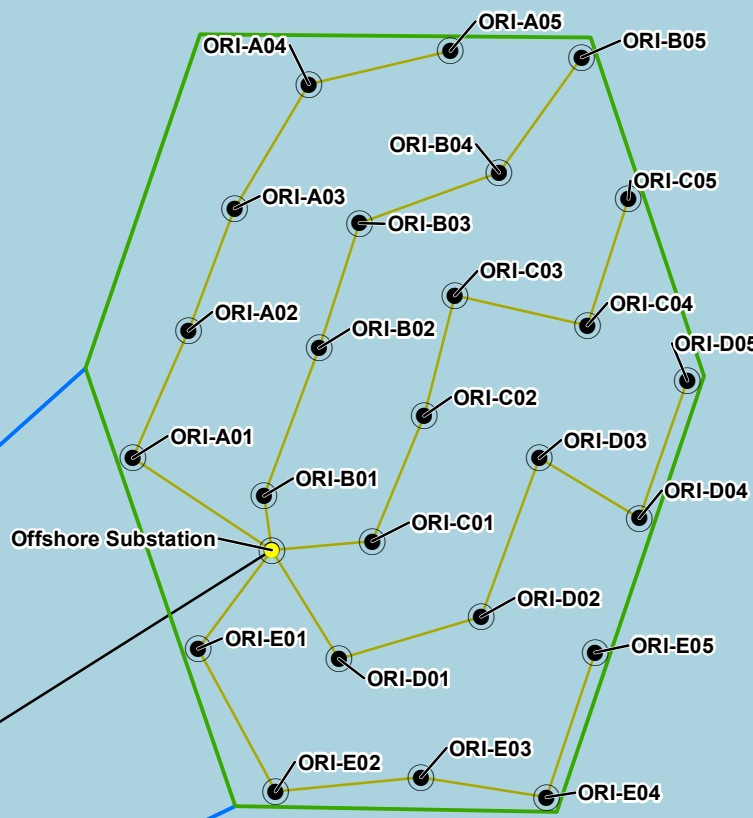 ORI-A05
ORI-A04
ORI-B05
ORI-B04
ORI-C05
ORI-A03
ORI-B03
ORI-C03
ORI-A02
ORI-C04
ORI-B02
ORI-D05
ORI-C02
ORI-A01
ORI-D03
ORI-B01
ORI-D04
ORI-C01
Offshore Substation
ORI-D02
ORI-E01
ORI-E05
ORI-D01
ORI-E03
ORI-E02
ORI-E04